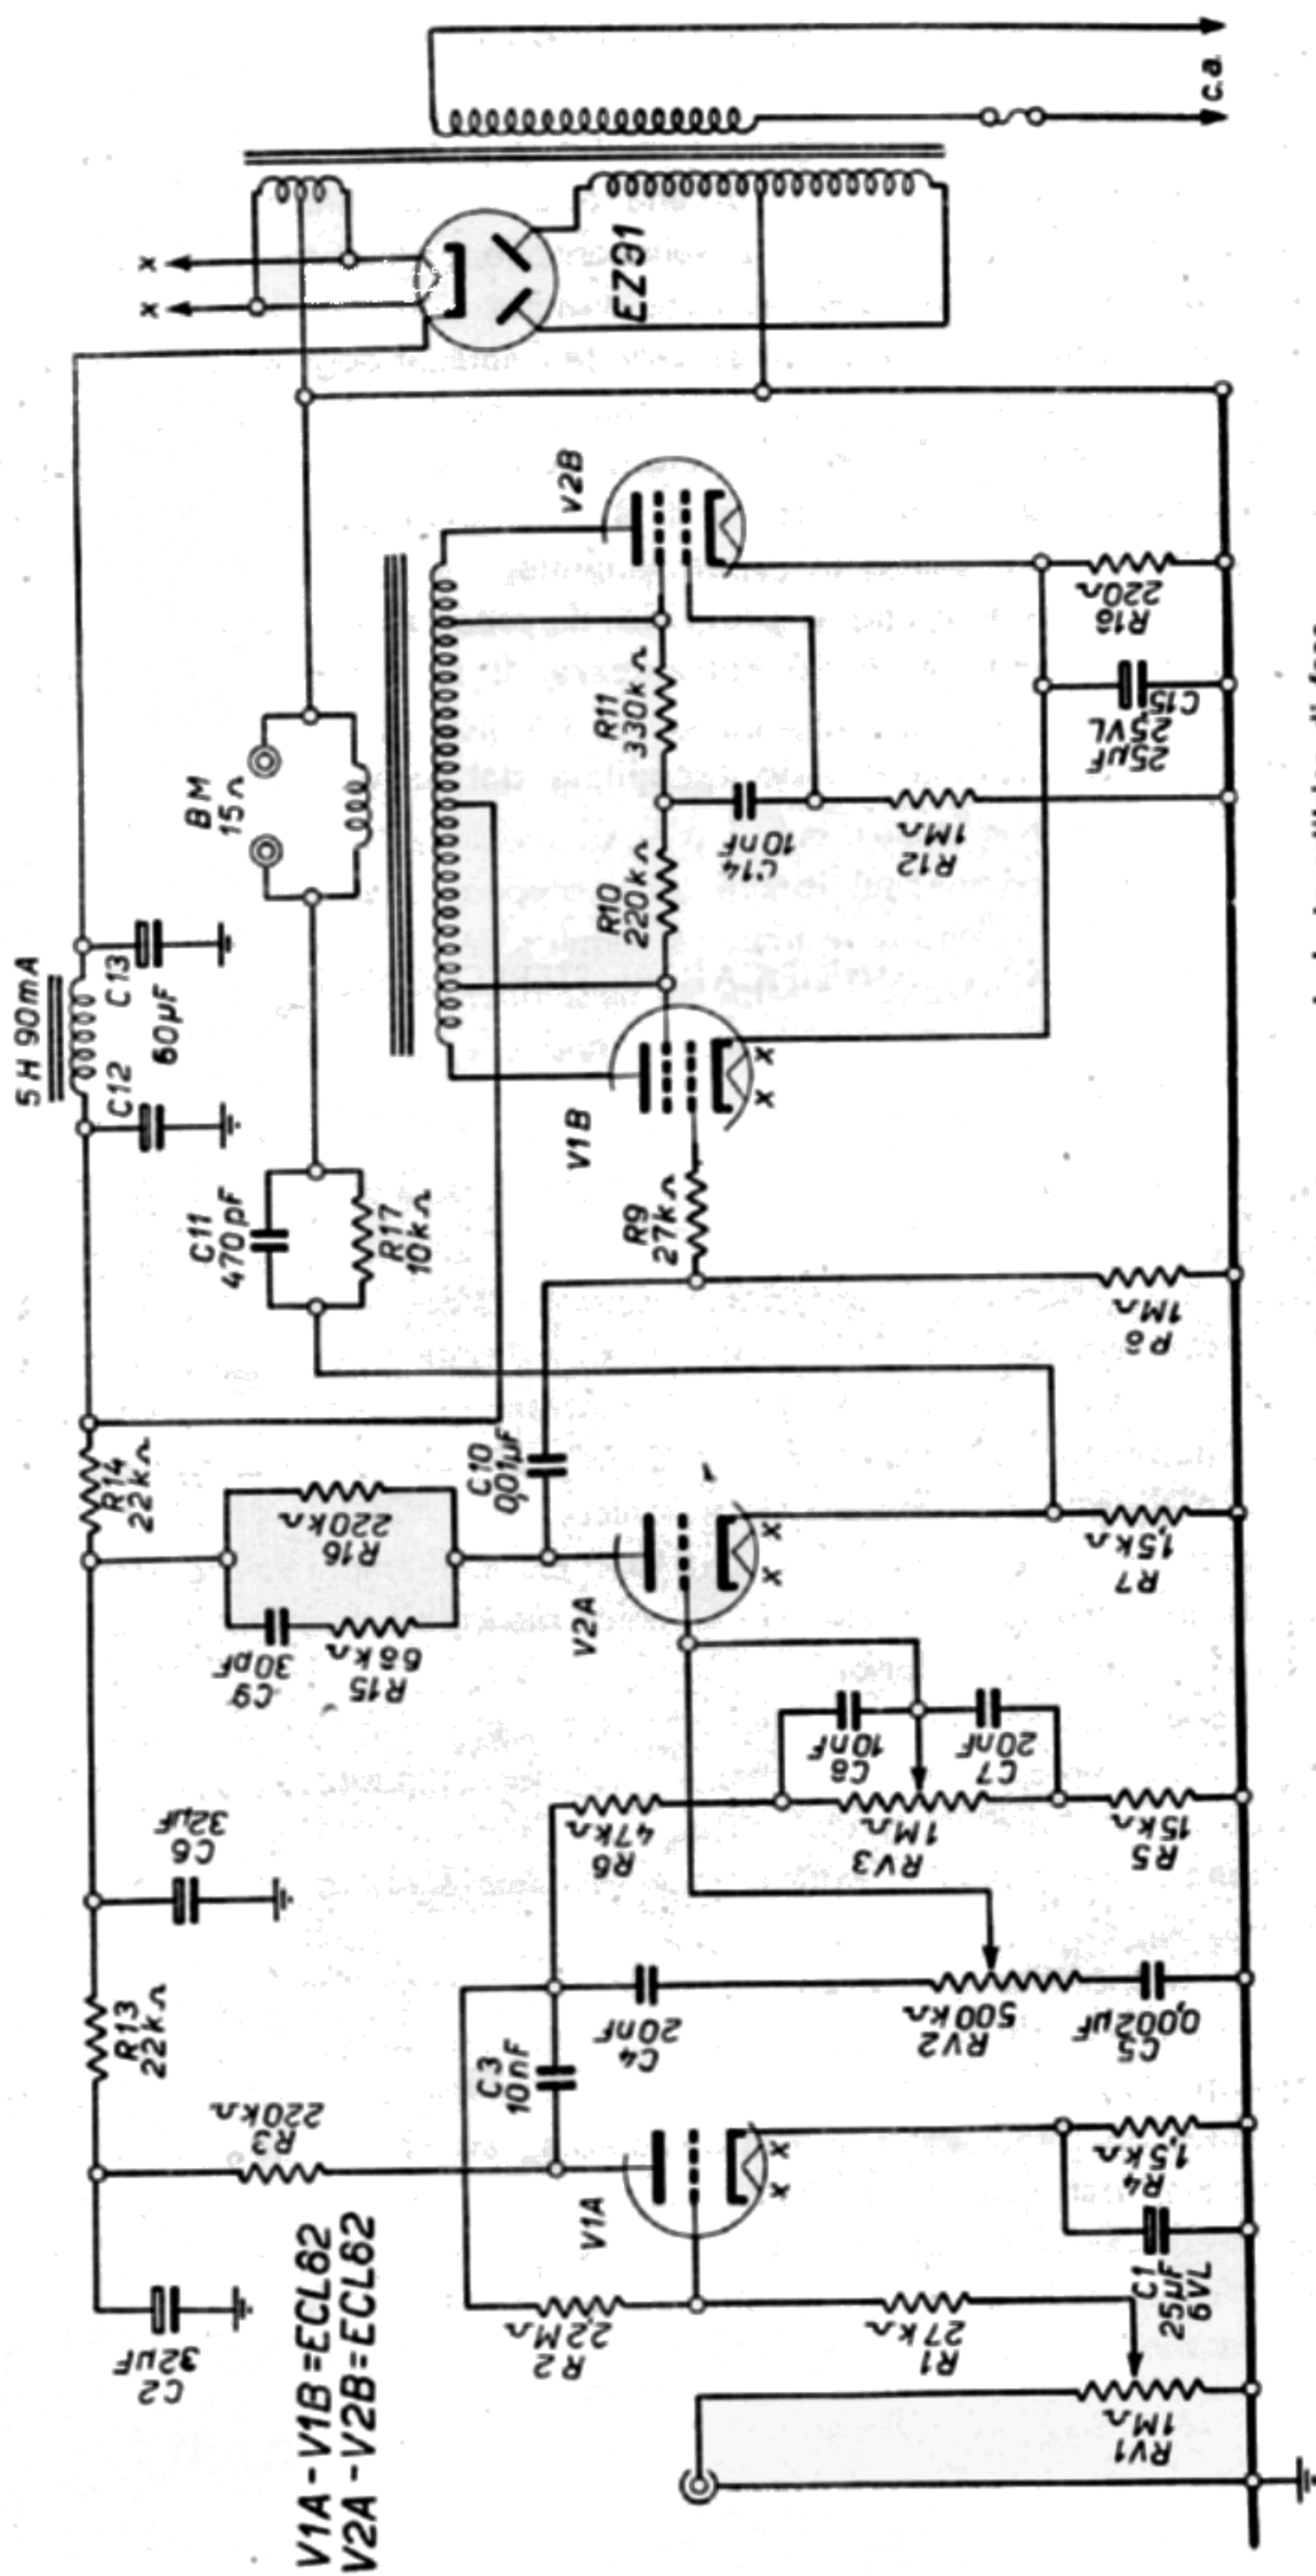 5H 90mA
C12
C13
60µF
R14
22kΩ
R13
22kΩ
C6
32µF
C2
32µF
C11
470pF
R17
10kΩ
BM
15Ω
x
x
R16
220kΩ
C9
30pF
R15
68kΩ
R3
220kΩ
V1A - V1B = ECL82
V2A - V2B = ECL82
C10
0,01µF
C3
10nF
R2
2,2MΩ
V1A
x x
V2A
x x
V1B
x x
V2B
EZ91
R9
27kΩ
R10
220kΩ
R11
330kΩ
C14
10nF
R12
1MΩ
R6
47kΩ
C8
10nF
C7
20nF
RV3
1MΩ
R5
15kΩ
C4
20nF
RV2
500kΩ
C5
0,002µF
R1
27kΩ
RV1
1MΩ
C1
25µF
6VL
R4
1,5kΩ
R7
1,5kΩ
R8
1MΩ
C15
25µF
25VL
R18
220Ω
c.a.